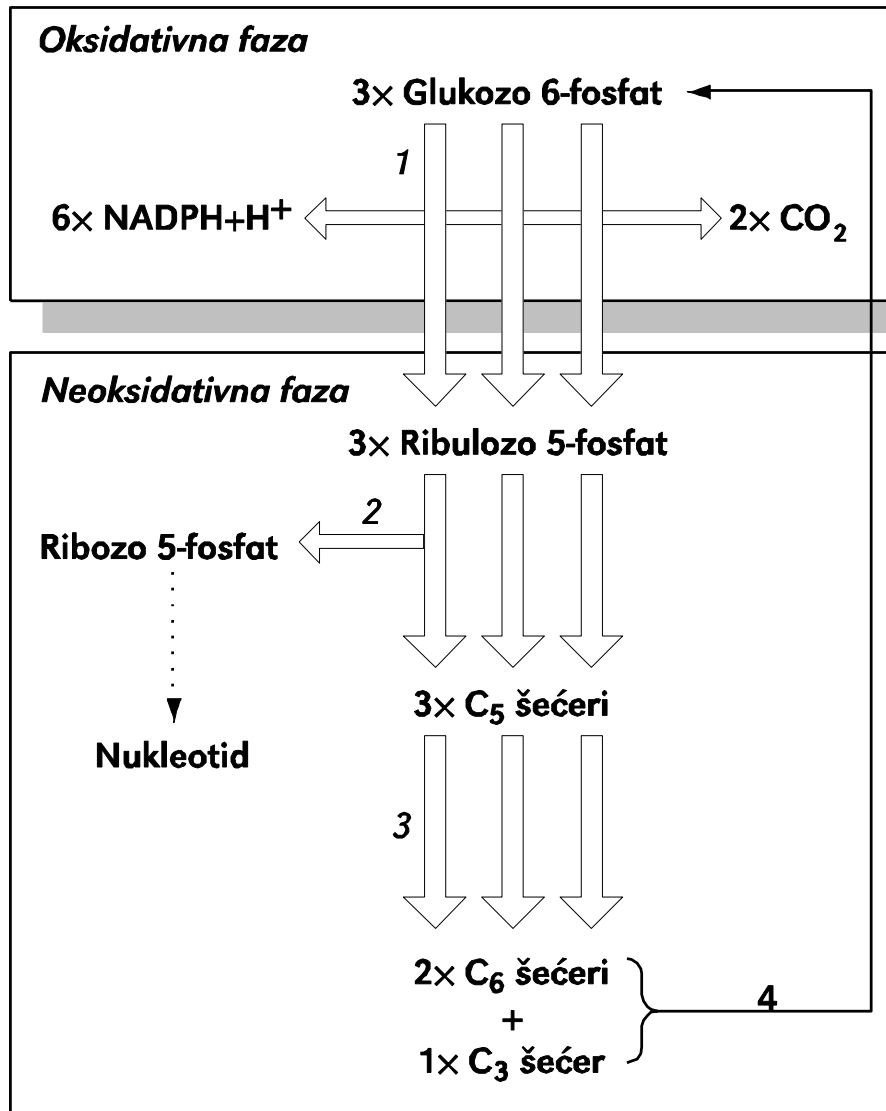 Oksidativna faza
3× Glukozo 6-fosfat
1
6× NADPH+H⁺
2× CO₂
Neoksidativna faza
3× Ribulozo 5-fosfat
2
Ribozo 5-fosfat
3× C₅ šećeri
Nukleotid
3
2× C₆ šećeri
+
1× C₃ šećer
4